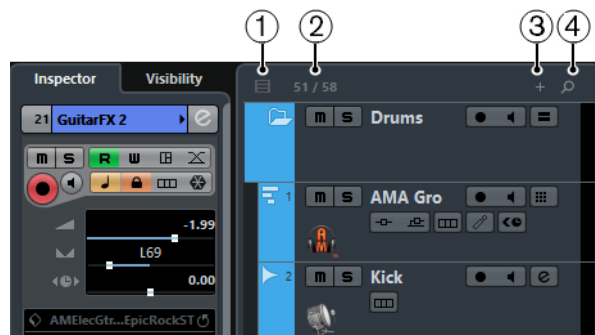 1 2 3 4
Inspector Visibility
51 / 58
21 GuitarFX 2 e
m S Drums
m S R W
1 m S AMA Gro
AM
-1.99
L69
0.00
2 m S Kick e
AMElecGtr...EpicRockST